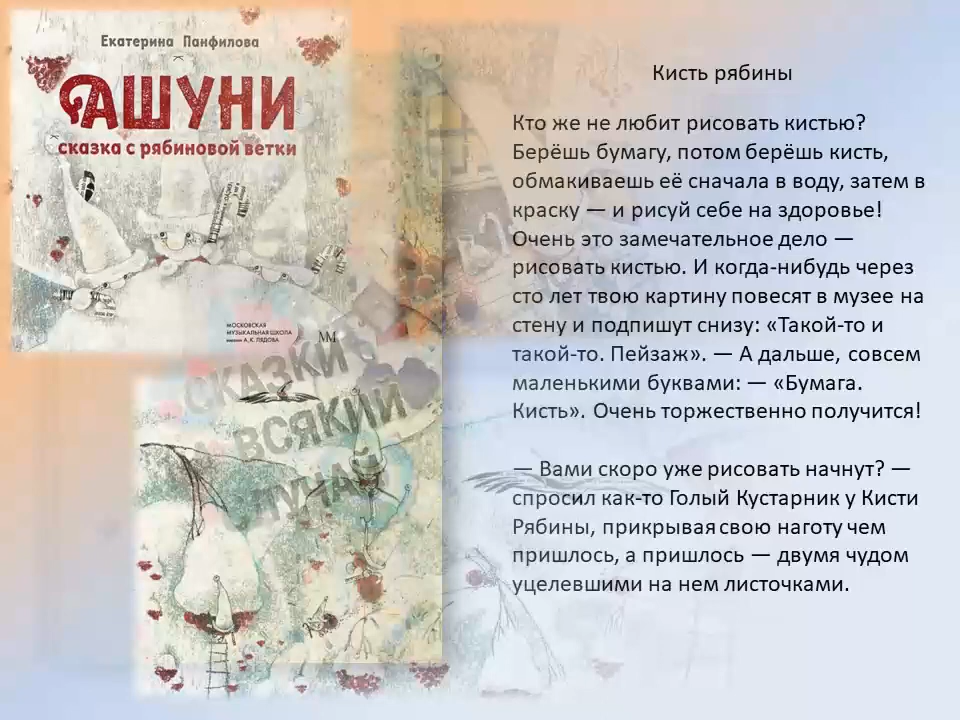 Екатерина Панфилова
АШУНИ
сказка с рябиновой ветки
МОСКОВСКАЯ
МУЗЫКАЛЬНАЯ ШКОЛА
имени А.К. ЛЯДОВА
ММ
СКАЗКИ
ВСЯКИЙ
Кисть рябины
Кто же не любит рисовать кистью?
Берёшь бумагу, потом берёшь кисть,
обмакиваешь её сначала в воду, затем в
краску — и рисуй себе на здоровье!
Очень это замечательное дело —
рисовать кистью. И когда-нибудь через
сто лет твою картину повесят в музее на
стену и подпишут снизу: «Такой-то и
такой-то. Пейзаж». — А дальше, совсем
маленькими буквами: — «Бумага.
Кисть». Очень торжественно получится!
— Вами скоро уже рисовать начнут? —
спросил как-то Голый Кустарник у Кисти
Рябины, прикрывая свою наготу чем
пришлось, а пришлось — двумя чудом
уцелевшими на нем листочками.